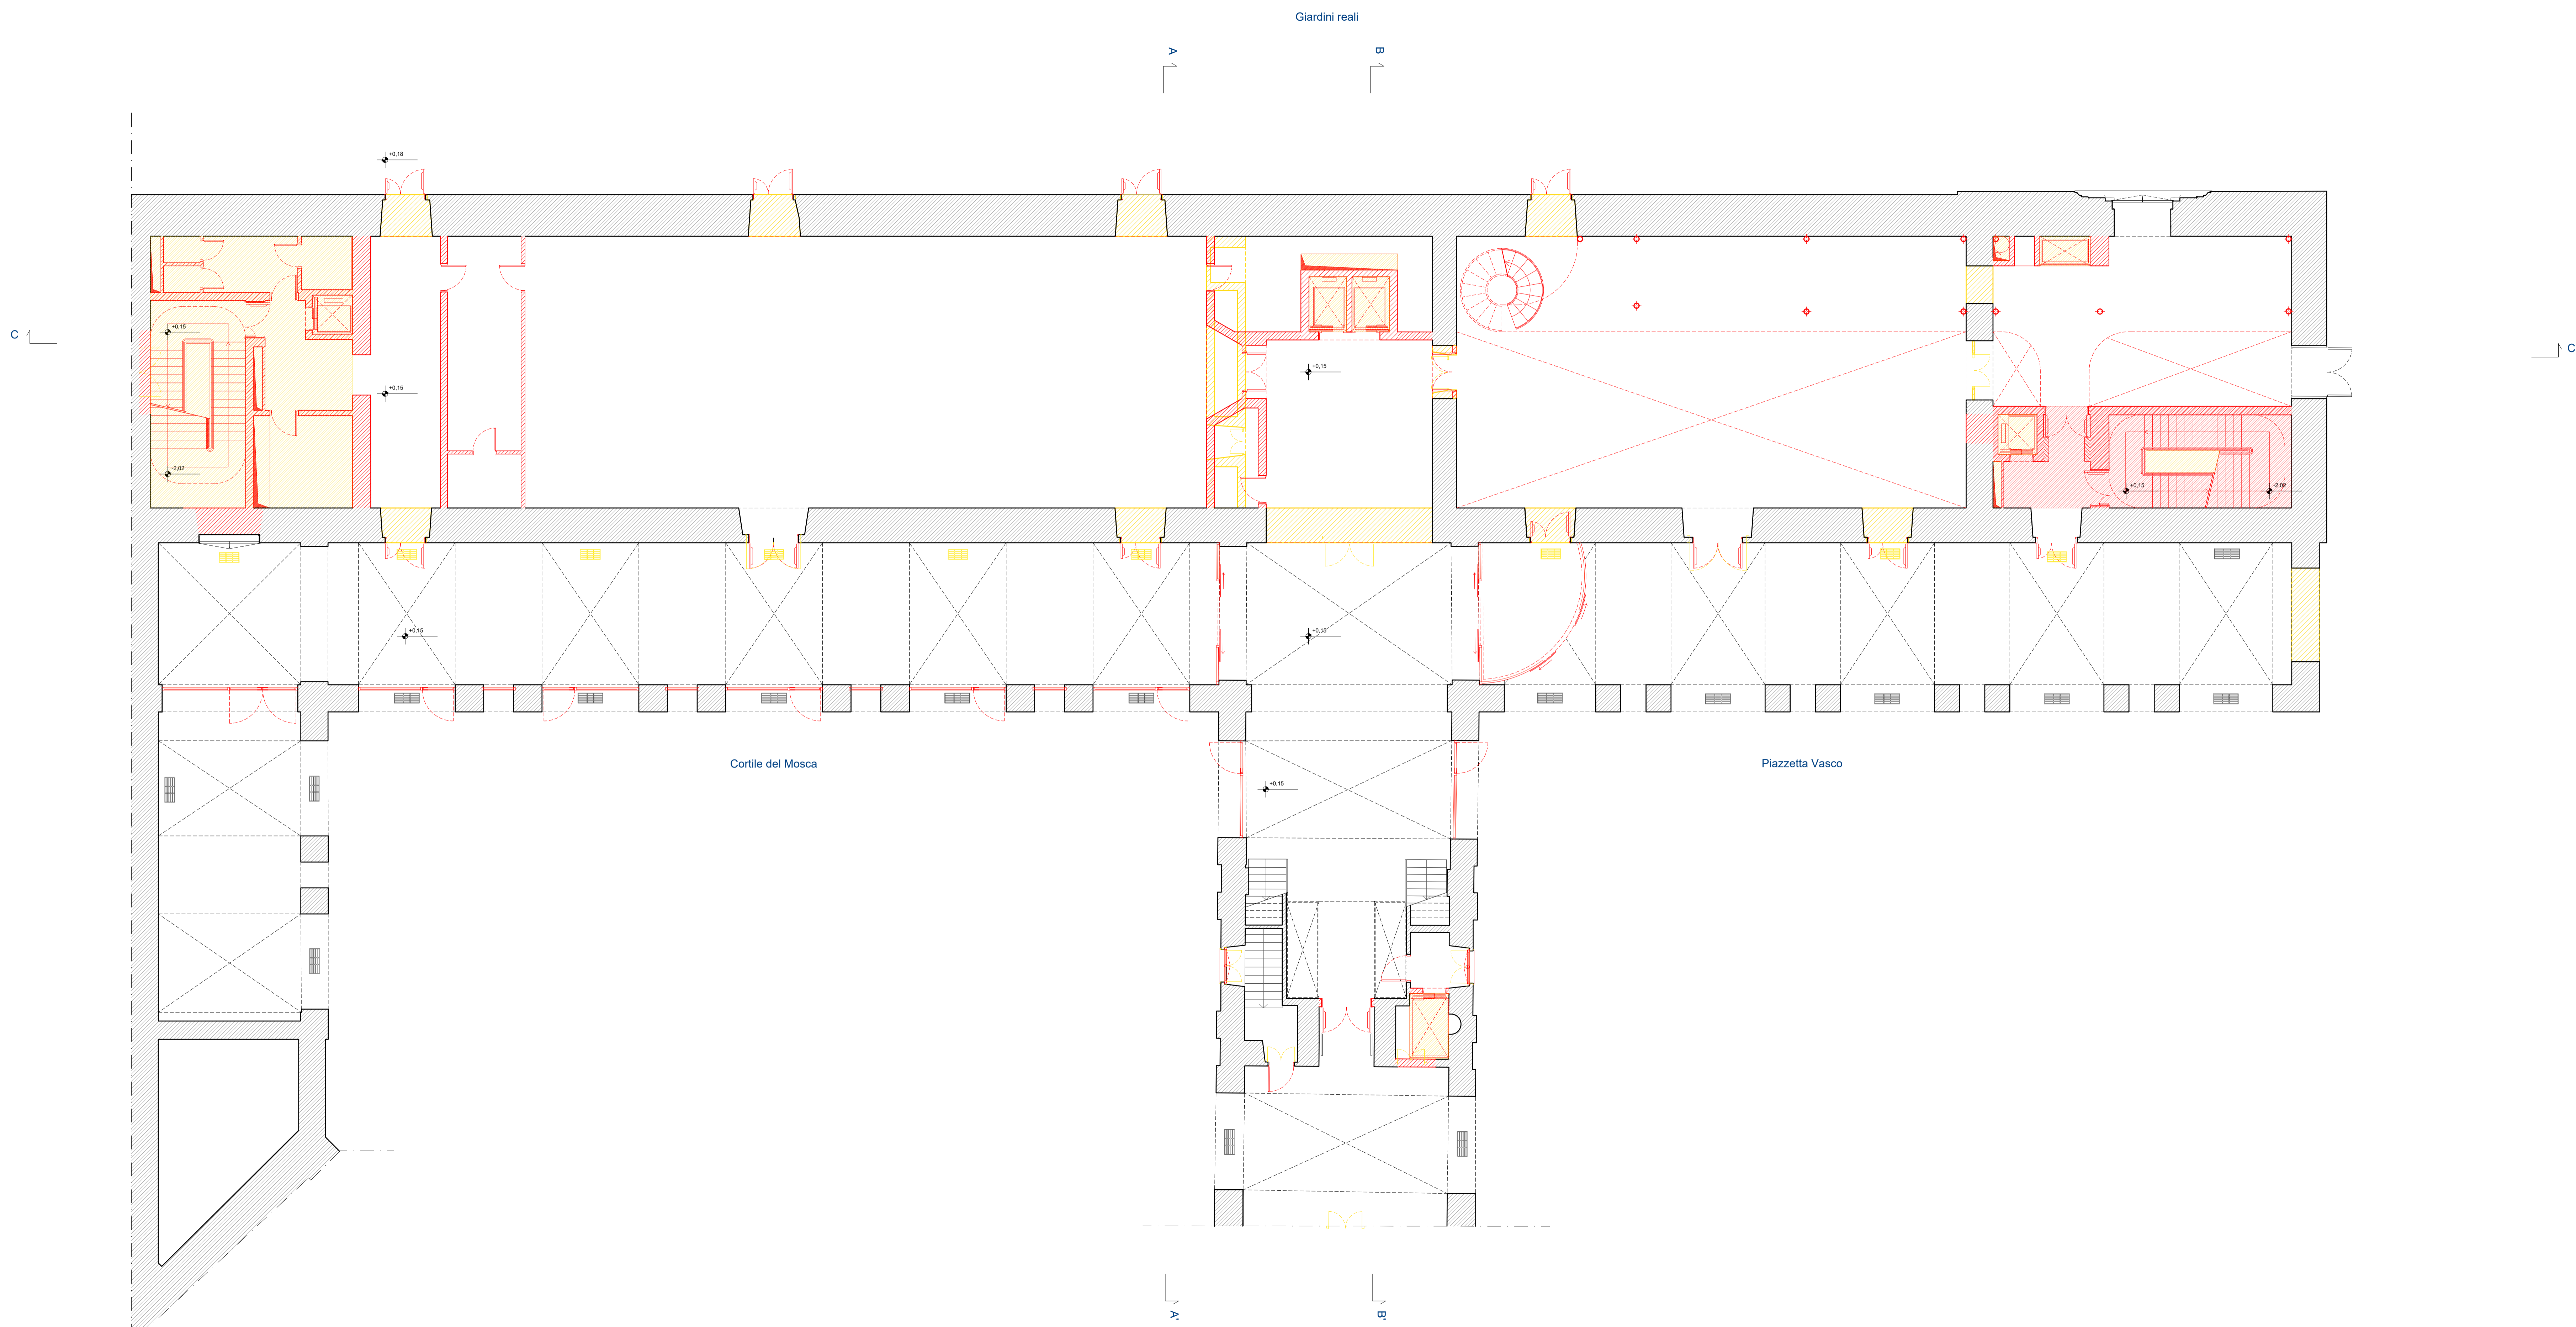 Giardini reali
A
B
+0,18
C
C
+0,15
+0,15
+0,15
-2,02
+0,15
-2.02
+0,15
+0,15
Cortile del Mosca
Piazzetta Vasco
+0,15
A'
B'